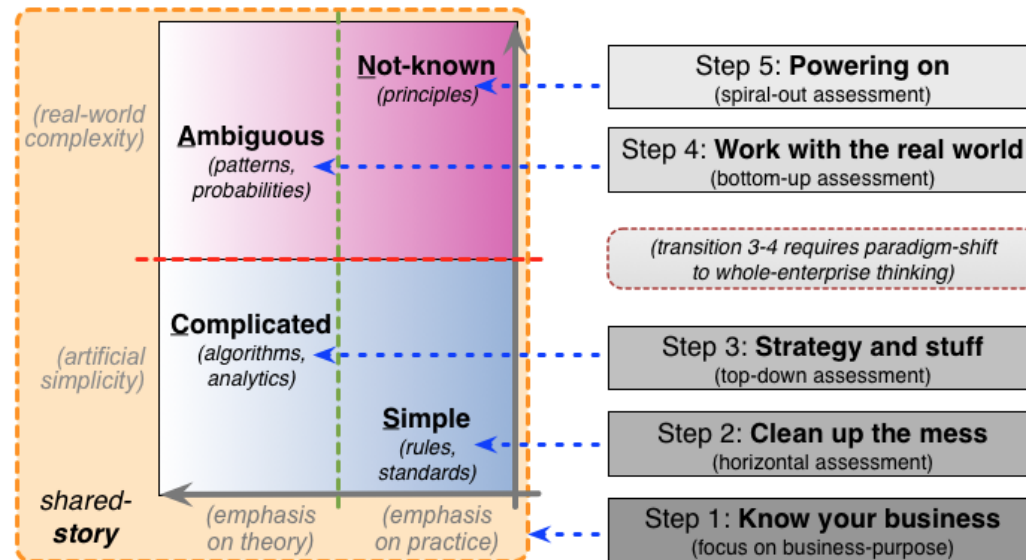 Not-known
(principles)
(real-world
complexity)
Ambiguous
(patterns,
probabilities)
Complicated
(algorithms,
analytics)
(artificial
simplicity)
Simple
(rules,
standards)
shared-
story
(emphasis
on theory)
(emphasis
on practice)
Step 5: Powering on
(spiral-out assessment)
Step 4: Work with the real world
(bottom-up assessment)
(transition 3-4 requires paradigm-shift
to whole-enterprise thinking)
Step 3: Strategy and stuff
(top-down assessment)
Step 2: Clean up the mess
(horizontal assessment)
Step 1: Know your business
(focus on business-purpose)